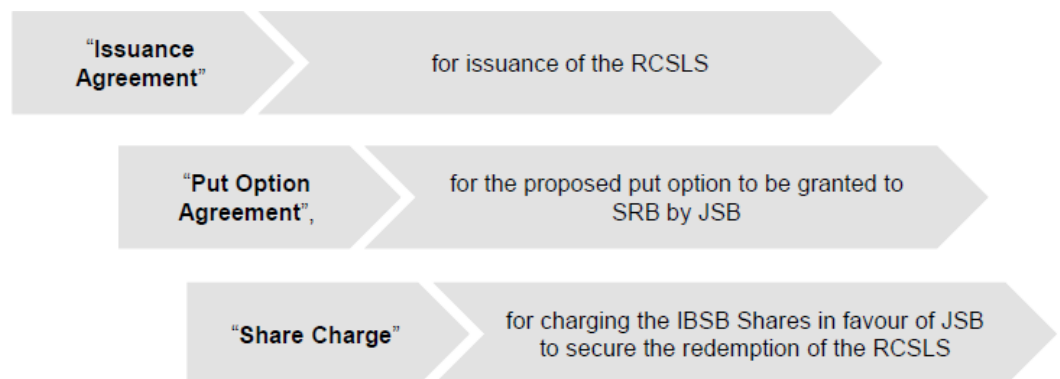 “Issuance
Agreement”
for issuance of the RCSLS
“Put Option
Agreement”,
for the proposed put option to be granted to
SRB by JSB
“Share Charge”
for charging the IBSB Shares in favour of JSB
to secure the redemption of the RCSLS